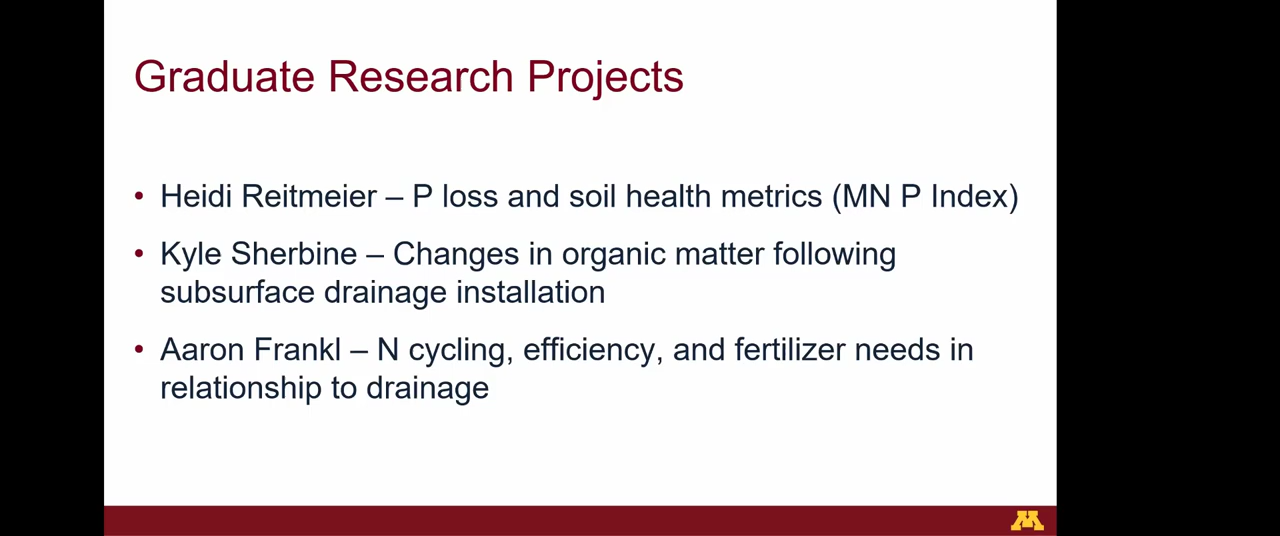 Graduate Research Projects
• Heidi Reitmeier – P loss and soil health metrics (MN P Index)
• Kyle Sherbine – Changes in organic matter following
subsurface drainage installation
• Aaron Frankl – N cycling, efficiency, and fertilizer needs in
relationship to drainage
M